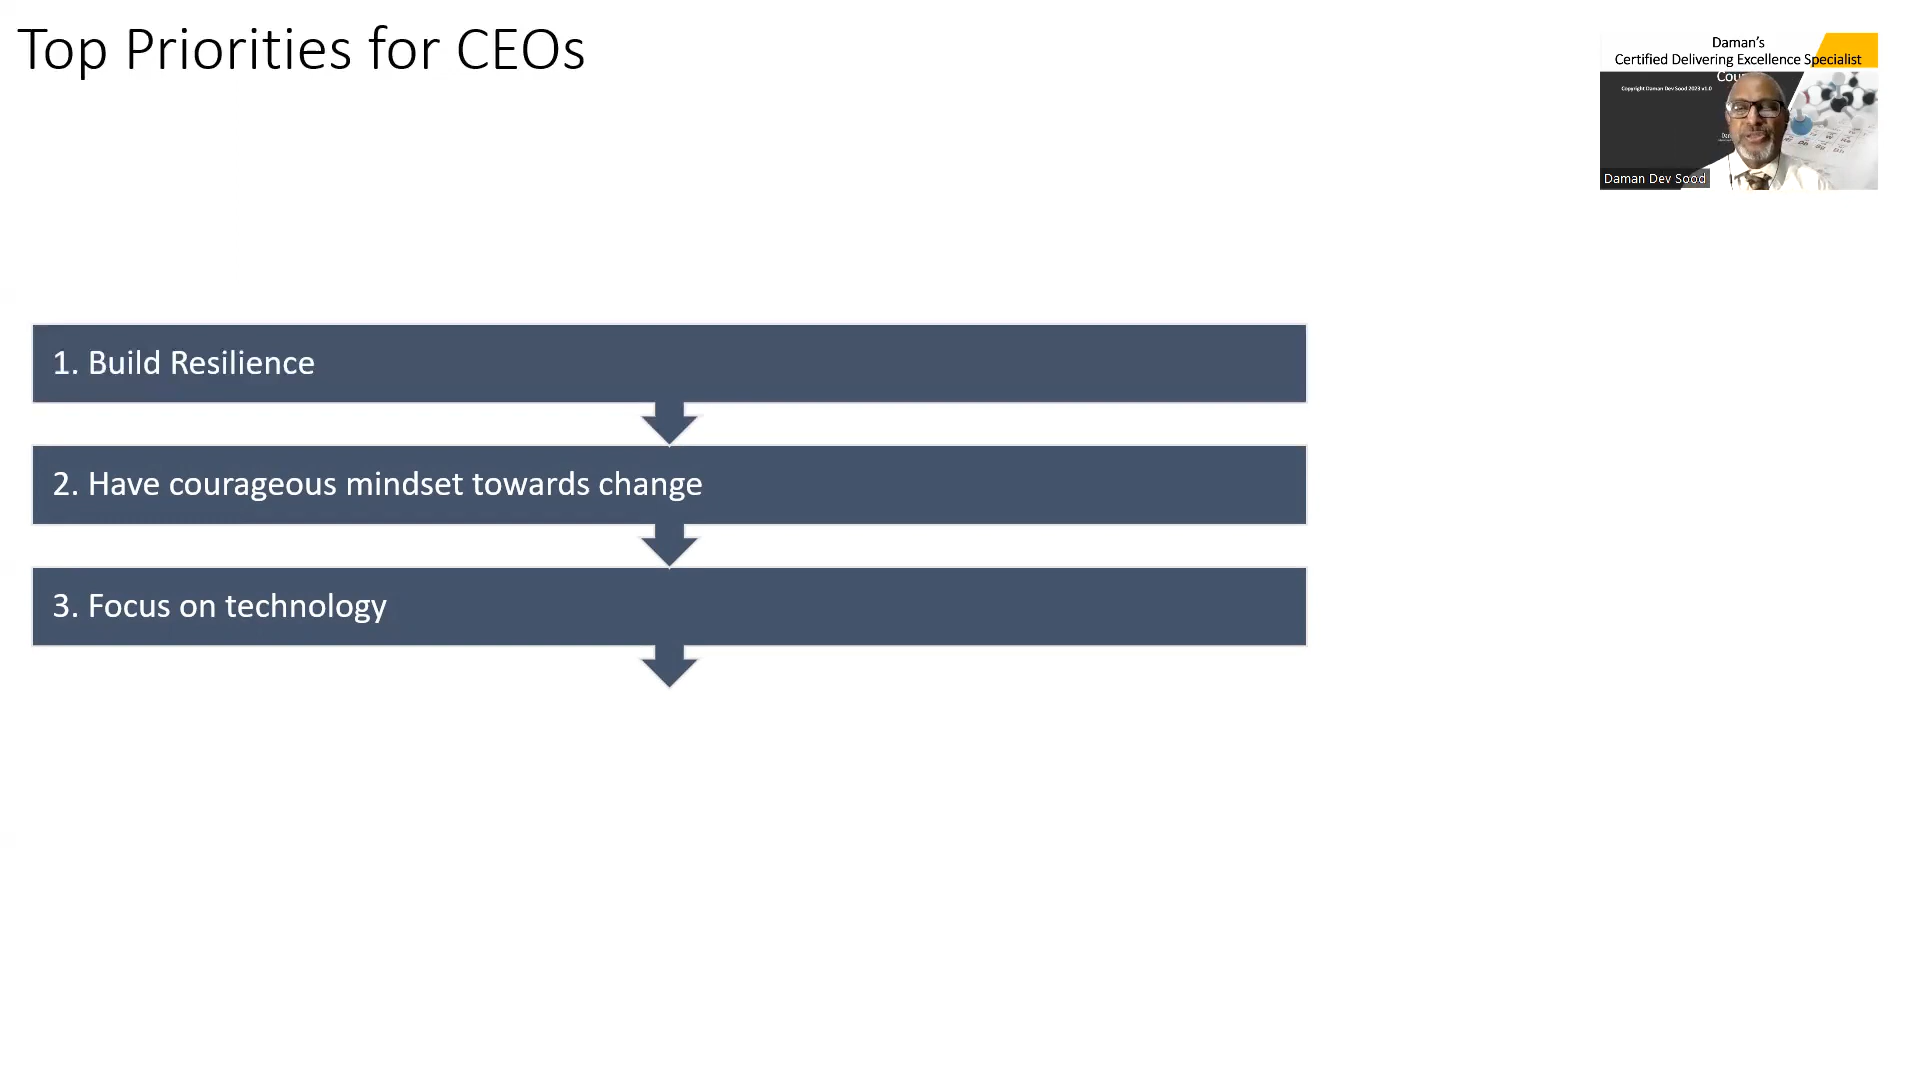 Top Priorities for CEOs
Daman's
Certified Delivering Excellence Specialist
Copyright Daman Dev Sood 2023 v1.0
Daman Dev Sood
1. Build Resilience
2. Have courageous mindset towards change
3. Focus on technology